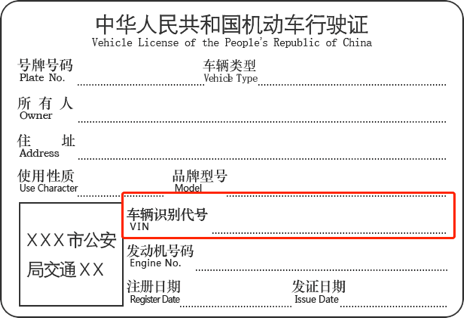 中华人民共和国机动车行驶证
Vehicle License of the People's Republic of China
号牌号码 车辆类型
Plate No. Vehicle Type
所有人
Owner
住址
Address
使用性质 品牌型号
Use Character Model
车辆识别代号
VIN
XXX市公安
局交通XX
发动机号码
Engine No.
注册日期 发证日期
Register Date Issue Date